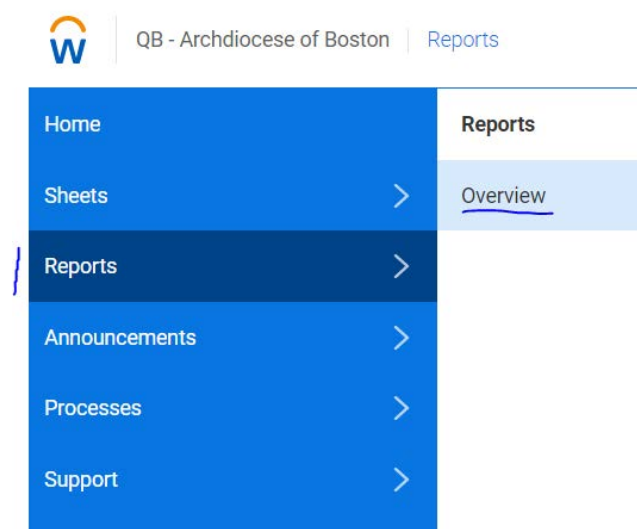 W QB - Archdiocese of Boston Reports
Home
Sheets
Reports
Announcements
Processes
Support
Reports
Overview